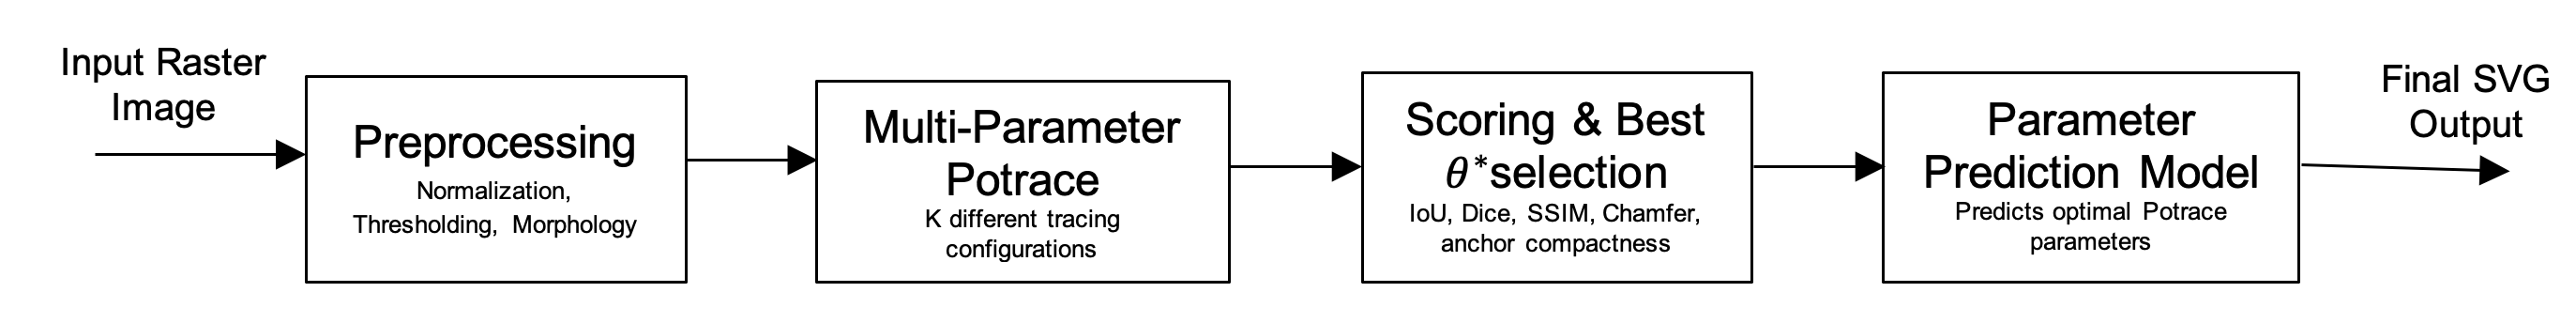 Input Raster
Image
Preprocessing
Normalization,
Thresholding, Morphology
Multi-Parameter
Potrace
K different tracing
configurations
Scoring & Best
θ*selection
IoU, Dice, SSIM, Chamfer,
anchor compactness
Parameter
Prediction Model
Predicts optimal Potrace
parameters
Final SVG
Output